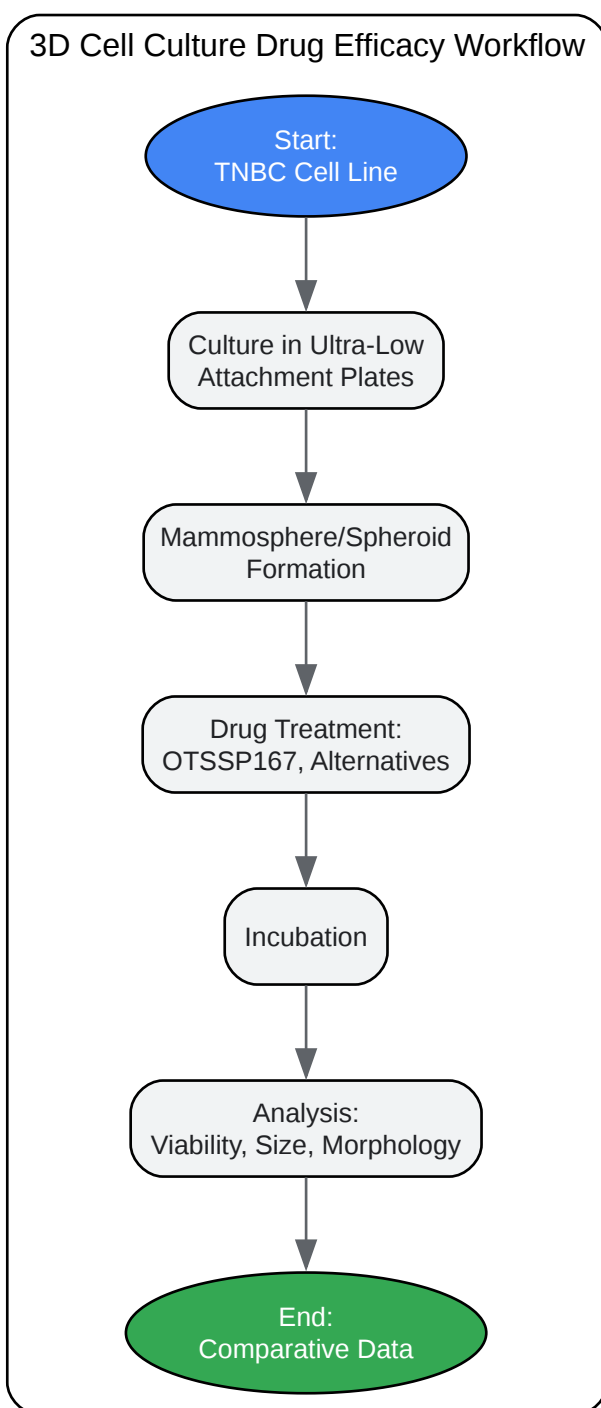 3D Cell Culture Drug Efficacy Workflow
Start:
TNBC Cell Line
Culture in Ultra-Low
Attachment Plates
Mammosphere/Spheroid
Formation
Drug Treatment:
OTSSP167, Alternatives
Incubation
Analysis:
Viability, Size, Morphology
End:
Comparative Data